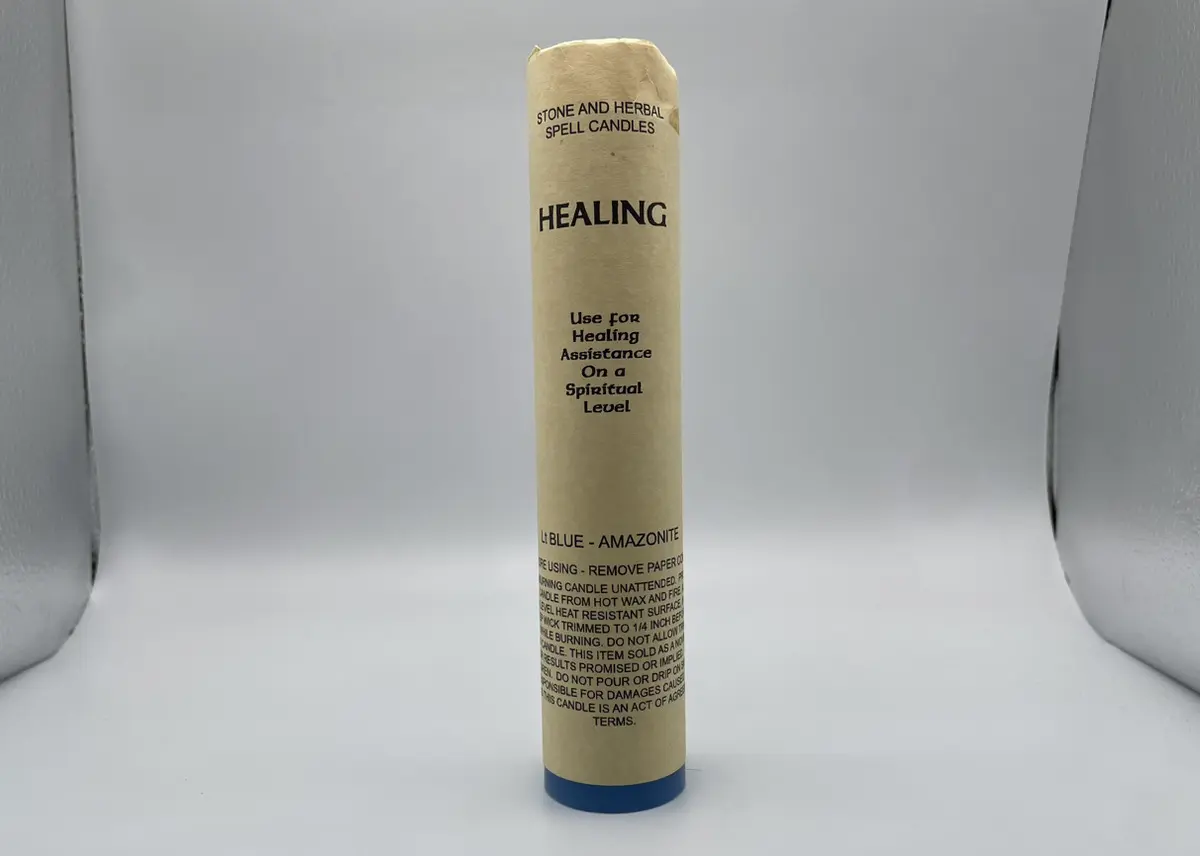 STONE AND HERBAL
SPELL CANDLES
HEALING
Use for
Healing
Assistance
On a
Spiritual
Level
Lt BLUE - AMAZONITE
USING - REMOVE PAPER
CANDLE UNATTENDED.
FROM HOT WAX AND FIRE.
LEVEL HEAT RESISTANT SURFACE.
WICK TRIMMED TO 1/4 INCH
BURNING. DO NOT ALLOW
CANDLE. THIS ITEM SOLD AS A
RESULTS PROMISED OR IMPLIED.
DO NOT POUR OR DRIP ON
FOR DAMAGES
THIS CANDLE IS AN ACT OF
TERMS.